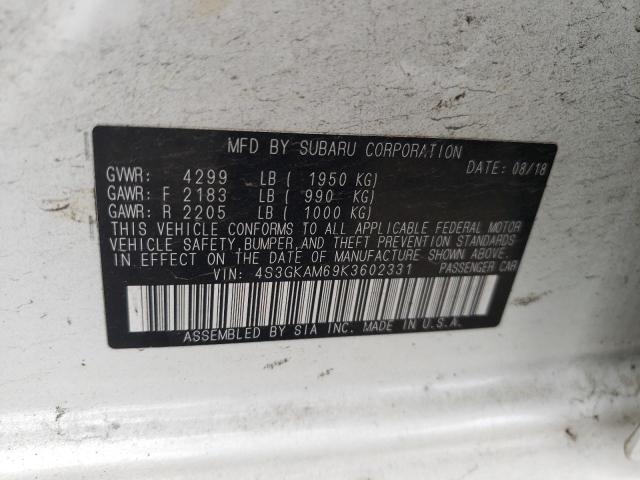 MFD BY SUBARU CORPORATION
DATE: 08/18
GVWR: 4299 LB ( 1950 KG)
GAWR: F 2183 LB ( 990 KG)
GAWR: R 2205 LB ( 1000 KG)
THIS VEHICLE CONFORMS TO ALL APPLICABLE FEDERAL MOTOR
VEHICLE SAFETY, BUMPER, AND THEFT PREVENTION STANDARDS
IN EFFECT ON THE DATE OF MANUFACTURE SHOWN ABOVE.
VIN: 4S3GKAM69K3602331 PASSENGER CAR
ASSEMBLED BY SIA INC. MADE IN U.S.A.